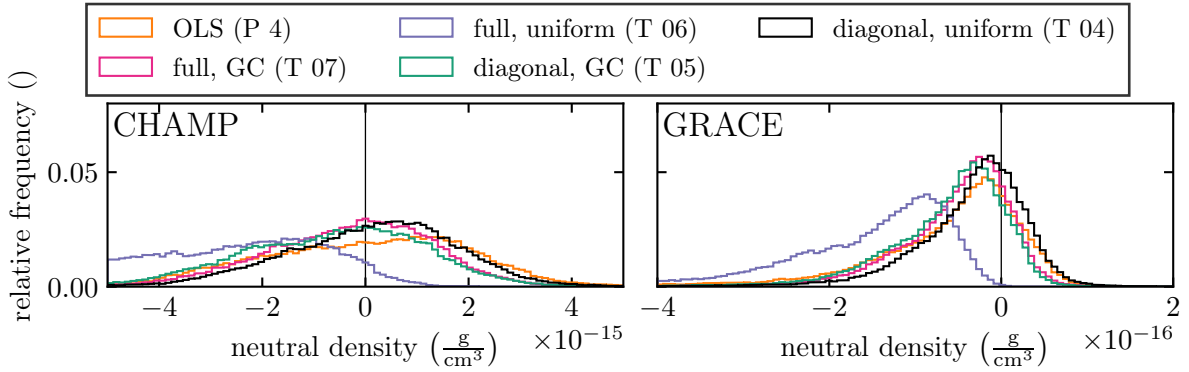 OLS (P 4)
full, uniform (T 06)
diagonal, uniform (T 04)
full, GC (T 07)
diagonal, GC (T 05)
relative frequency ()
0.05
0.00
CHAMP
−4 −2 0 2 4
×10−15
neutral density (g/cm³)
GRACE
−4 −2 0 2
×10−16
neutral density (g/cm³)